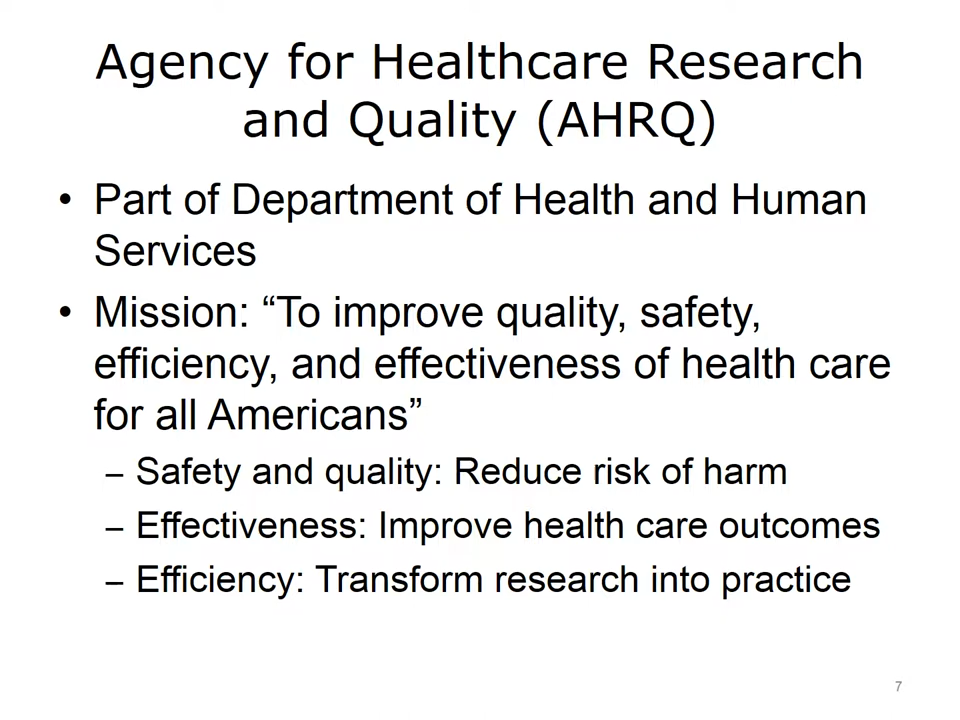 Agency for Healthcare Research
and Quality (AHRQ)
• Part of Department of Health and Human
Services
• Mission: “To improve quality, safety,
efficiency, and effectiveness of health care
for all Americans”
– Safety and quality: Reduce risk of harm
– Effectiveness: Improve health care outcomes
– Efficiency: Transform research into practice
7